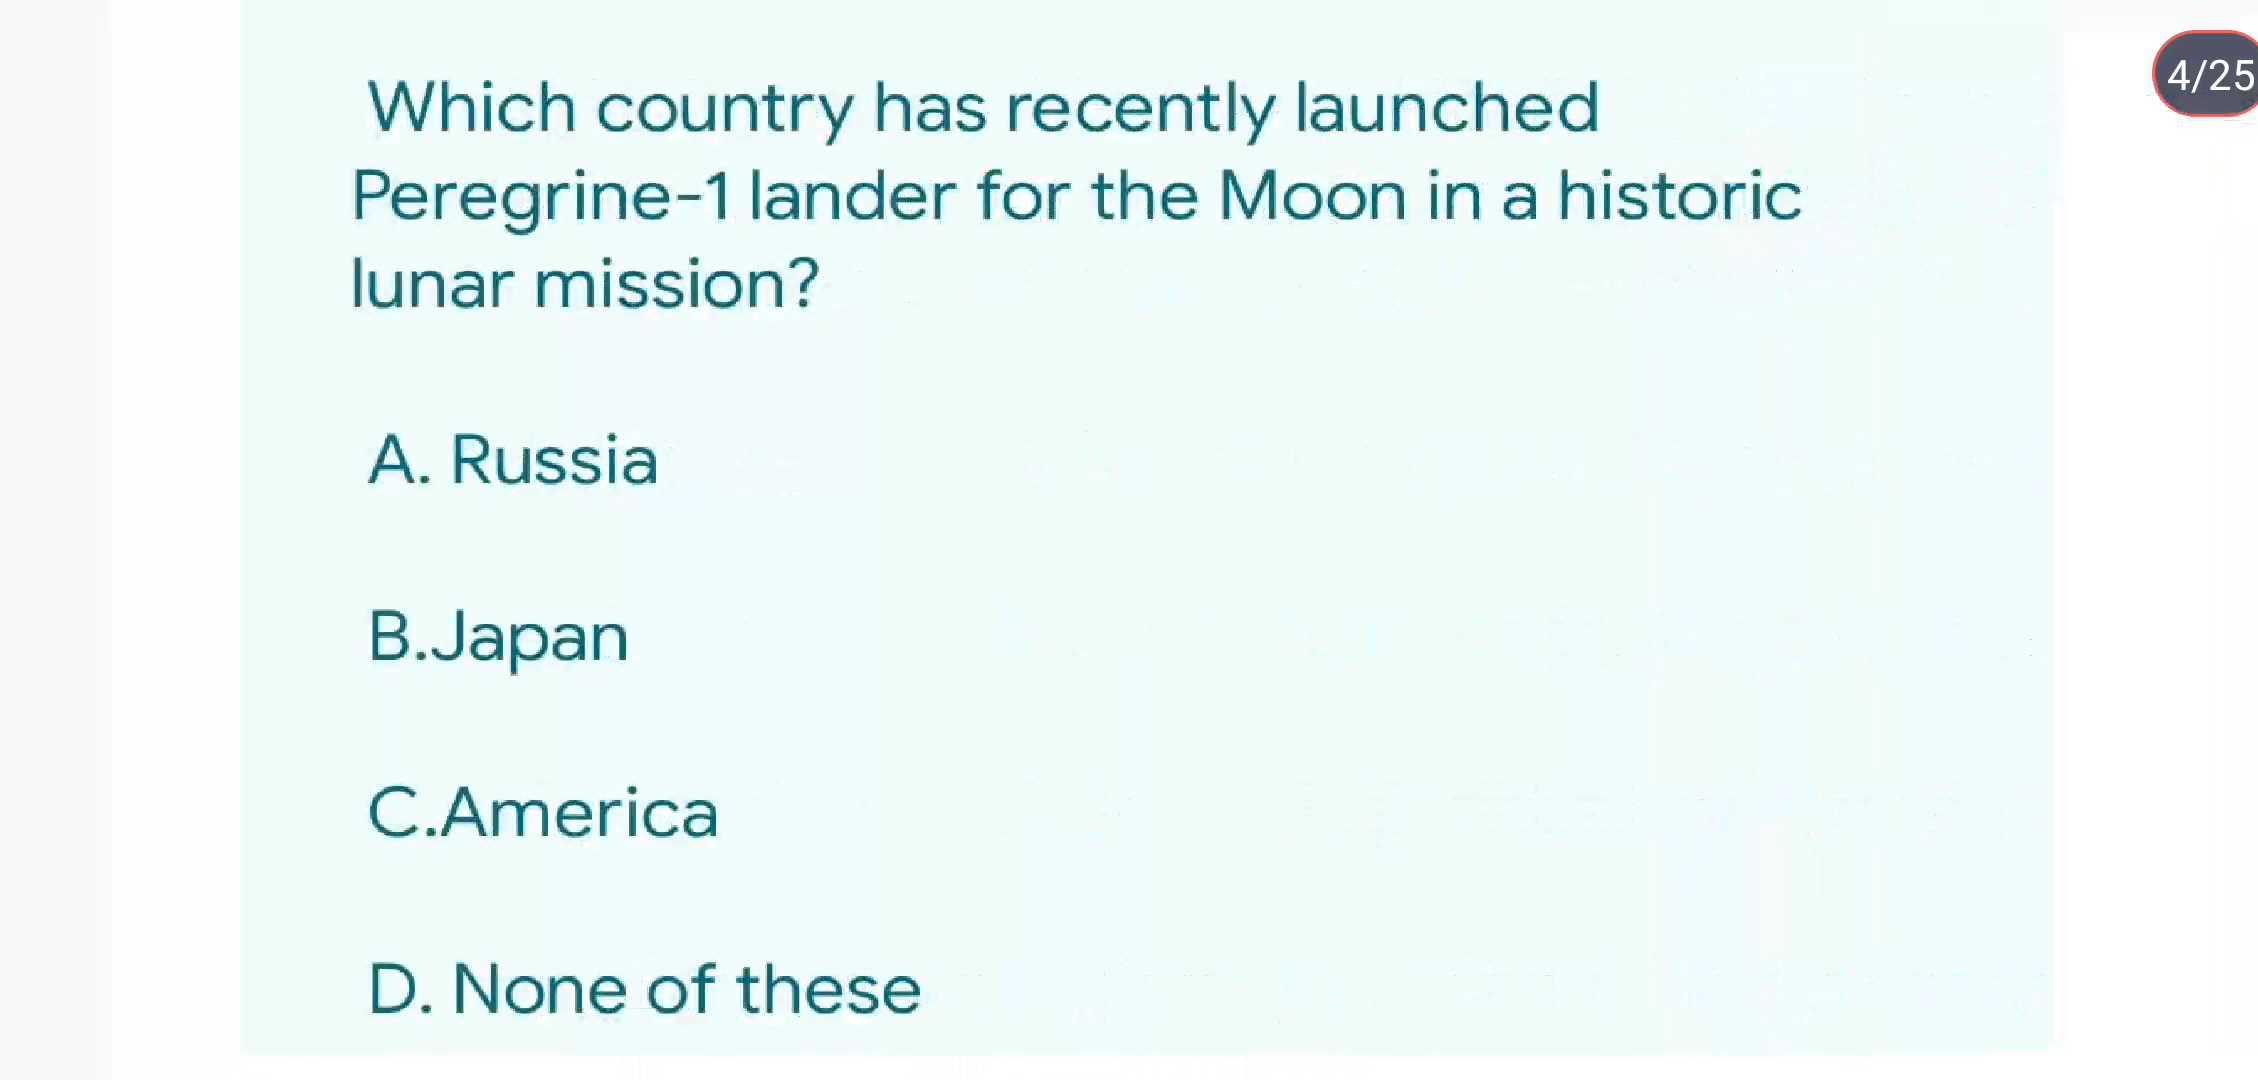 4/25
Which country has recently launched
Peregrine-1 lander for the Moon in a historic
lunar mission?
A. Russia
B.Japan
C.America
D. None of these